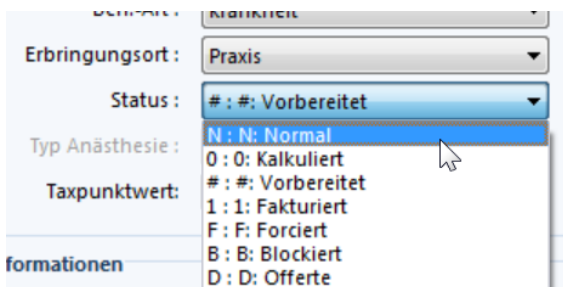 Krankheit
Erbringungsort : Praxis
Status : # : #: Vorbereitet
Typ Anästhesie : N : N: Normal
0 : 0: Kalkuliert
# : #: Vorbereitet
Taxpunktwert: 1 : 1: Fakturiert
F : F: Forciert
B : B: Blockiert
formationen
D : D: Offerte